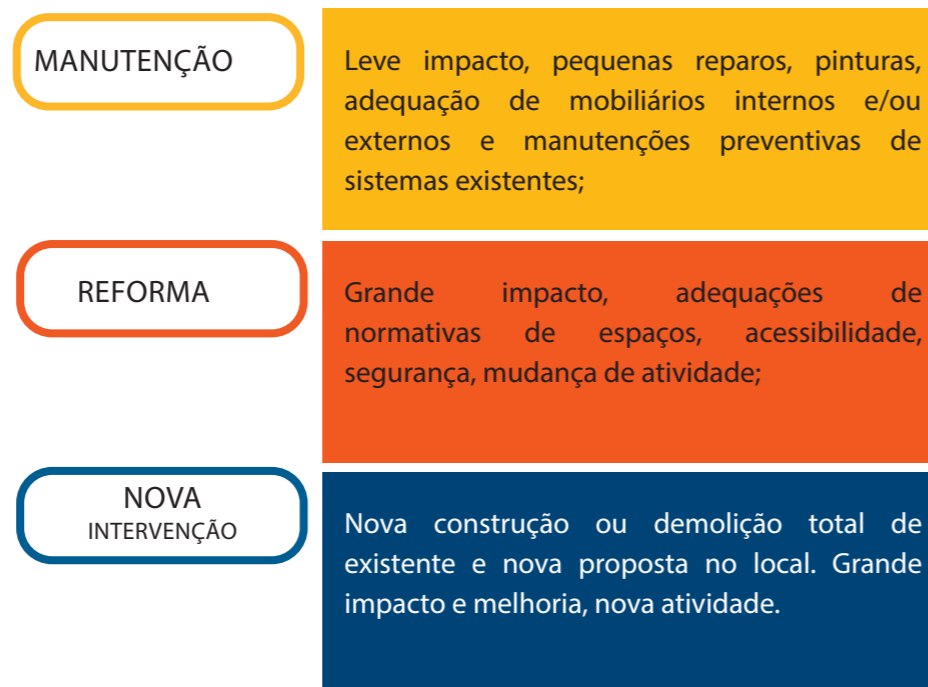 MANUTENÇÃO
Leve impacto, pequenas reparos, pinturas,
adequação de mobiliários internos e/ou
externos e manutenções preventivas de
sistemas existentes;
REFORMA
Grande impacto, adequações de
normativas de espaços, acessibilidade,
segurança, mudança de atividade;
NOVA
INTERVENÇÃO
Nova construção ou demolição total de
existente e nova proposta no local. Grande
impacto e melhoria, nova atividade.